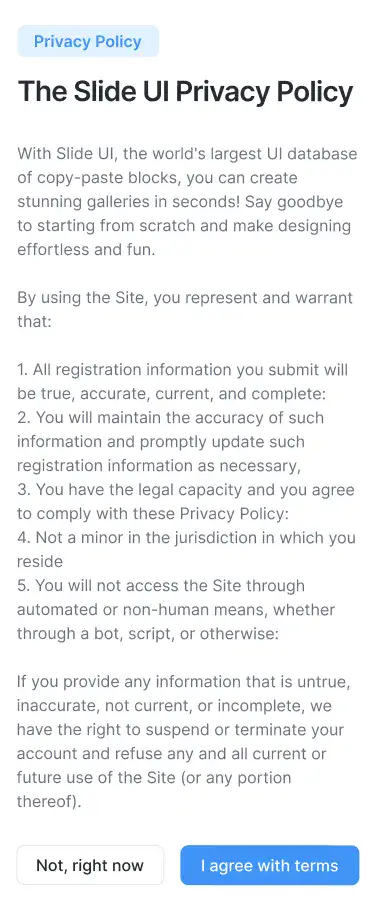 Privacy Policy
The Slide UI Privacy Policy
With Slide UI, the world's largest UI database
of copy-paste blocks, you can create
stunning galleries in seconds! Say goodbye
to starting from scratch and make designing
effortless and fun.
By using the Site, you represent and warrant
that:
1. All registration information you submit will
be true, accurate, current, and complete:
2. You will maintain the accuracy of such
information and promptly update such
registration information as necessary,
3. You have the legal capacity and you agree
to comply with these Privacy Policy:
4. Not a minor in the jurisdiction in which you
reside
5. You will not access the Site through
automated or non-human means, whether
through a bot, script, or otherwise:
If you provide any information that is untrue,
inaccurate, not current, or incomplete, we
have the right to suspend or terminate your
account and refuse any and all current or
future use of the Site (or any portion
thereof).
Not, right now
I agree with terms